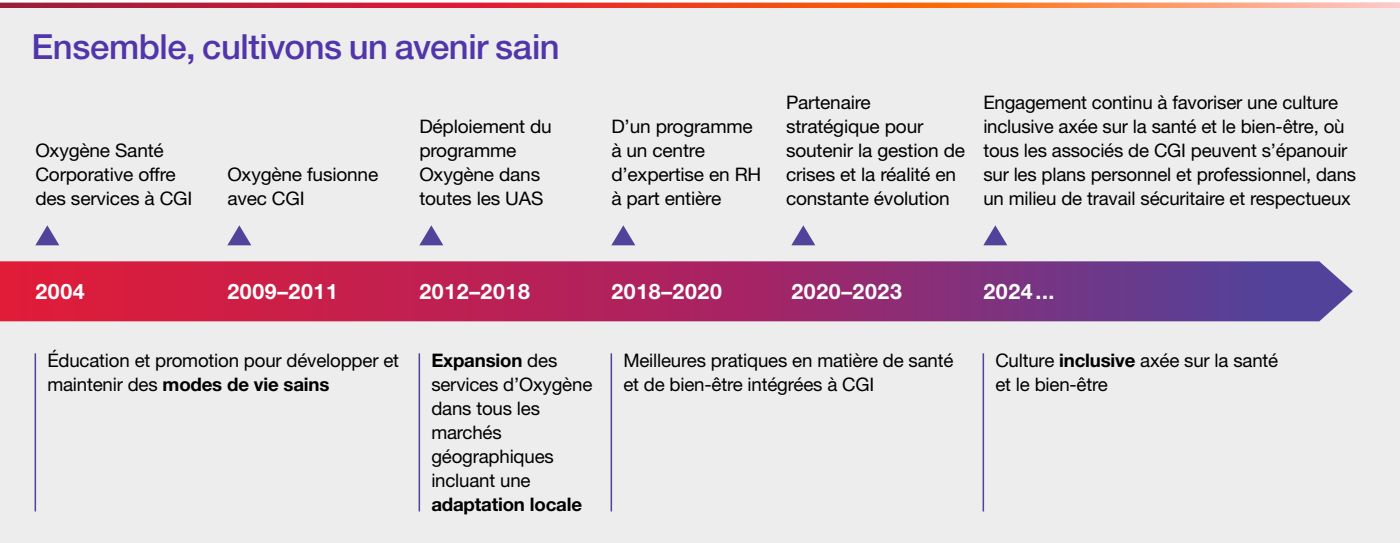 Ensemble, cultivons un avenir sain
Oxygène Santé
Corporative offre
des services à CGI
Oxygène fusionne
avec CGI
Déploiement du
programme
Oxygène dans
toutes les UAS
D’un programme
à un centre
d’expertise en RH
à part entière
Partenaire
stratégique pour
soutenir la gestion de
crises et la réalité en
constante évolution
Engagement continu à favoriser une culture
inclusive axée sur la santé et le bien-être, où
tous les associés de CGI peuvent s’épanouir
sur les plans personnel et professionnel, dans
un milieu de travail sécuritaire et respectueux
2004
2009–2011
2012–2018
2018–2020
2020–2023
2024...
Éducation et promotion pour développer et
maintenir des modes de vie sains
Expansion des
services d’Oxygène
dans tous les
marchés
géographiques
incluant une
adaptation locale
Meilleures pratiques en matière de santé
et de bien-être intégrées à CGI
Culture inclusive axée sur la santé
et le bien-être